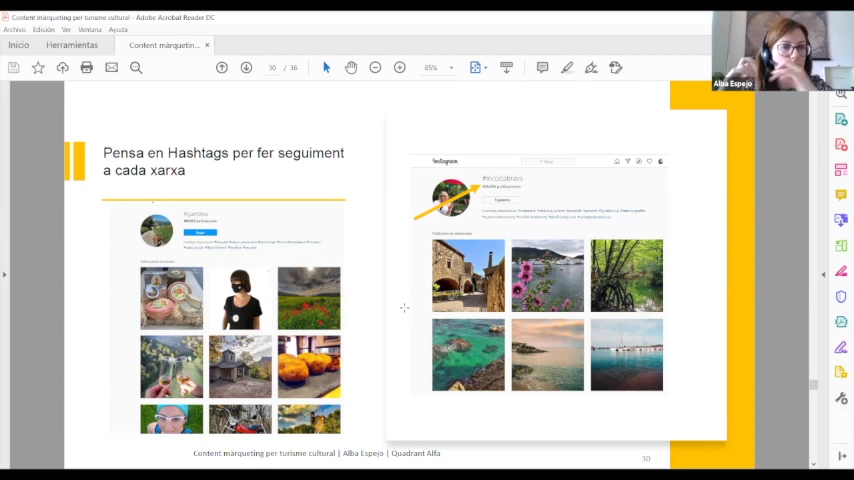 Content màrqueting per turisme cultural - Adobe Acrobat Reader DC
Archivo Edición Ver Ventana Ayuda
Inicio Herramientas Content màrquetin... ×
30 / 36 85%
Alba Espejo
Pensa en Hashtags per fer seguiment
a cada xarxa
#garrotxa
Seguir
Instagram
#incostabrava
Content màrqueting per turisme cultural | Alba Espejo | Quadrant Alfa
30